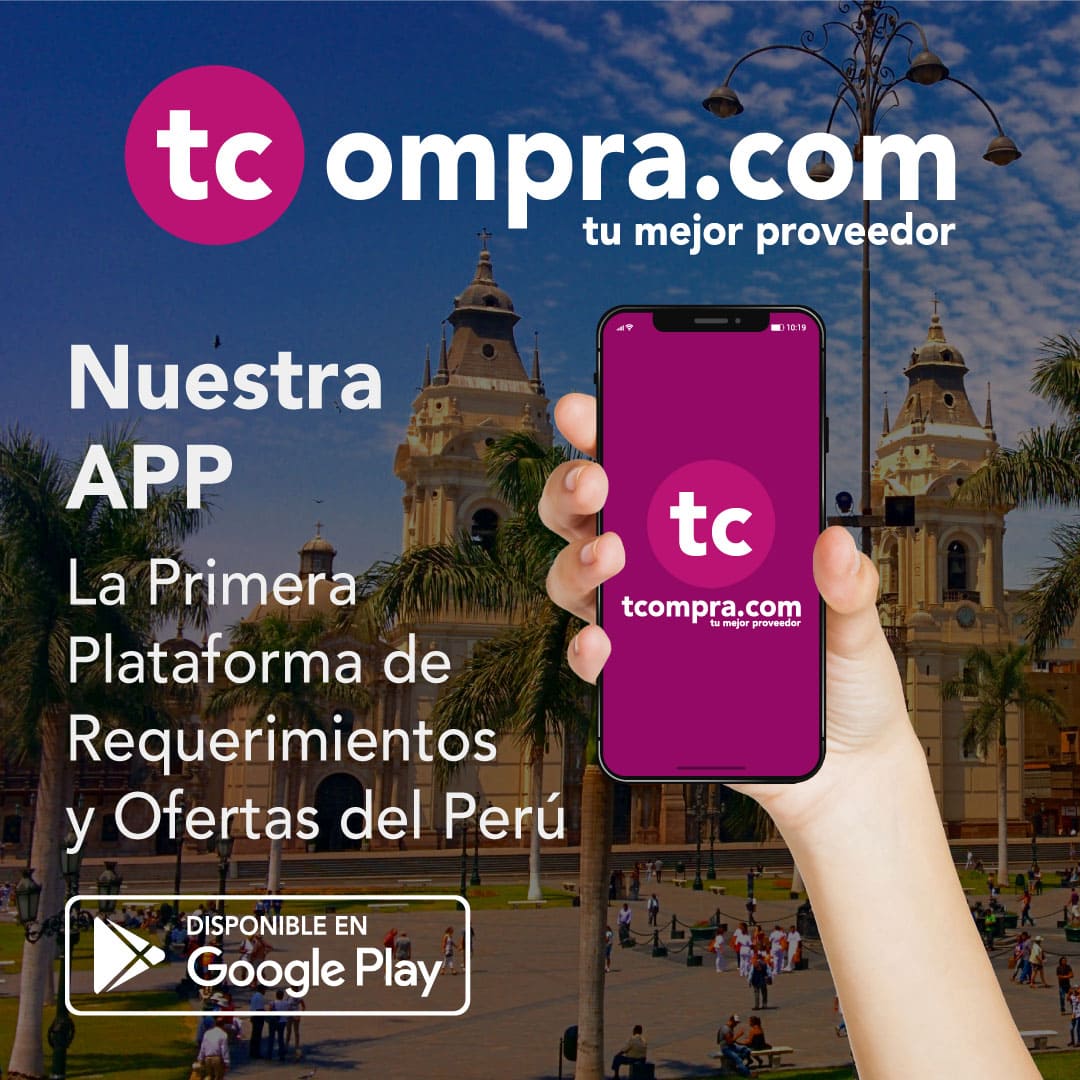 tc ompra.com
tu mejor proveedor
Nuestra
APP
La Primera
Plataforma de
Requerimientos
y Ofertas del Perú
DISPONIBLE EN
Google Play
10:19
tc
tcompra.com
tu mejor proveedor